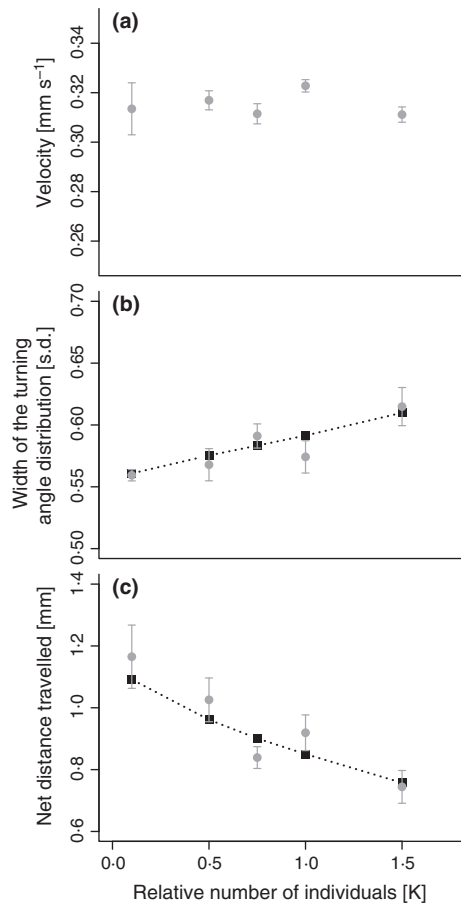 (a)
Velocity [mm s⁻¹]
0·34
0·32
0·30
0·28
0·26
(b)
Width of the turning
angle distribution [s.d.]
0·70
0·65
0·60
0·55
0·50
(c)
Net distance travelled [mm]
1·4
1·2
1·0
0·8
0·6
0·0 0·5 1·0 1·5
Relative number of individuals [K]